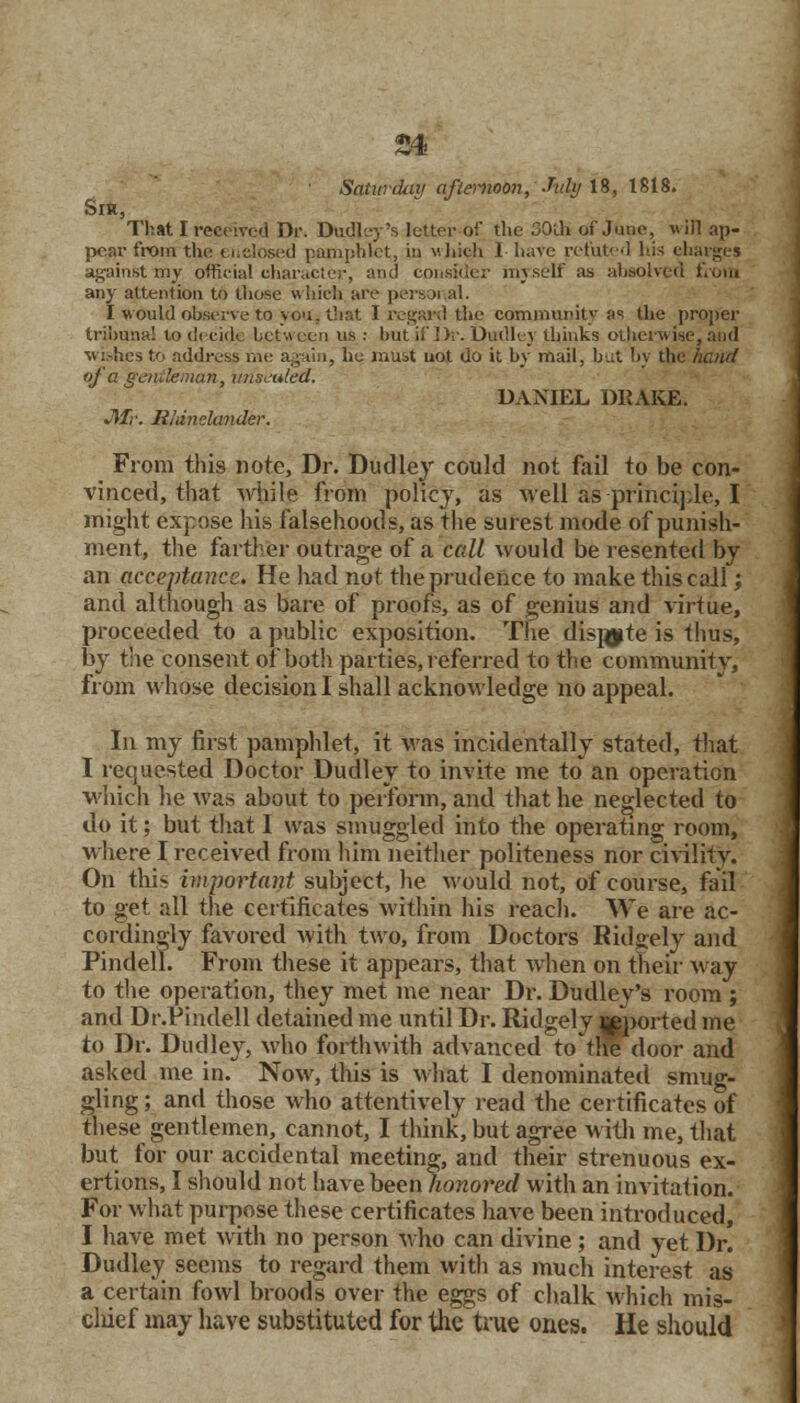 24
Saturday afternoon, July 18, 1818.
SIR,
That I received Dr. Dudley's letter of the 30th of June, will ap-
pear from the enclosed pamphlet, in which I have refuted his charges
against my official character, and consider myself as absolved from
any attention to those which are personal.
I would observe to you, that I regard the community as the proper
tribunal to decide between us : but if Dr. Dudley thinks otherwise, and
wishes to address me again, he must not do it by mail, but by the hand
of a gentleman, unsealed.
DANIEL DRAKE.
Mr. Rhinelander.
From this note, Dr. Dudley could not fail to be con-
vinced, that while from policy, as well as principle, I
might expose his falsehoods, as the surest mode of punish-
ment, the farther outrage of a call would be resented by
an acceptance. He had not the prudence to make this call;
and although as bare of proofs, as of genius and virtue,
proceeded to a public exposition. The dispute is thus,
by the consent of both parties, referred to the community,
from whose decision I shall acknowledge no appeal.
In my first pamphlet, it was incidentally stated, that
I requested Doctor Dudley to invite me to an operation
which he was about to perform, and that he neglected to
do it; but that I was smuggled into the operating room,
where I received from him neither politeness nor civility.
On this important subject, he would not, of course, fail
to get all the certificates within his reach. We are ac-
cordingly favored with two, from Doctors Ridgely and
Pindell. From these it appears, that when on their way
to the operation, they met me near Dr. Dudley's room ;
and Dr.Pindell detained me until Dr. Ridgely reported me
to Dr. Dudley, who forthwith advanced to the door and
asked me in. Now, this is what I denominated smug-
gling; and those who attentively read the certificates of
these gentlemen, cannot, I think, but agree with me, that
but for our accidental meeting, and their strenuous ex-
ertions, I should not have been honored with an invitation.
For what purpose these certificates have been introduced,
I have met with no person who can divine ; and yet Dr.
Dudley seems to regard them with as much interest as
a certain fowl broods over the eggs of chalk which mis-
chief may have substituted for the true ones. He should